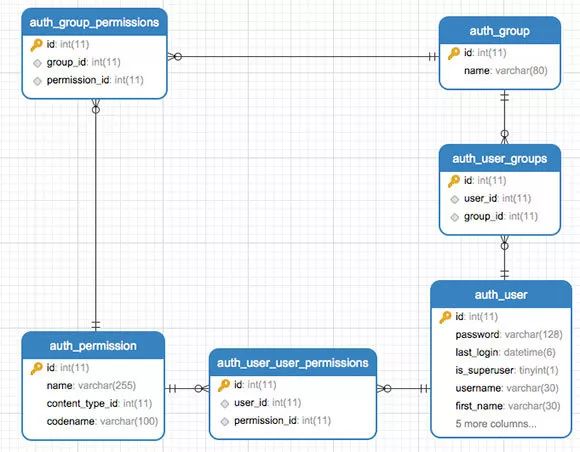 auth_group_permissions
id: int(11)
group_id: int(11)
permission_id: int(11)
auth_group
id: int(11)
name: varchar(80)
auth_user_groups
id: int(11)
user_id: int(11)
group_id: int(11)
auth_user
id: int(11)
password: varchar(128)
last_login: datetime(6)
is_superuser: tinyint(1)
username: varchar(30)
first_name: varchar(30)
5 more columns...
auth_permission
id: int(11)
name: varchar(255)
content_type_id: int(11)
codename: varchar(100)
auth_user_user_permissions
id: int(11)
user_id: int(11)
permission_id: int(11)